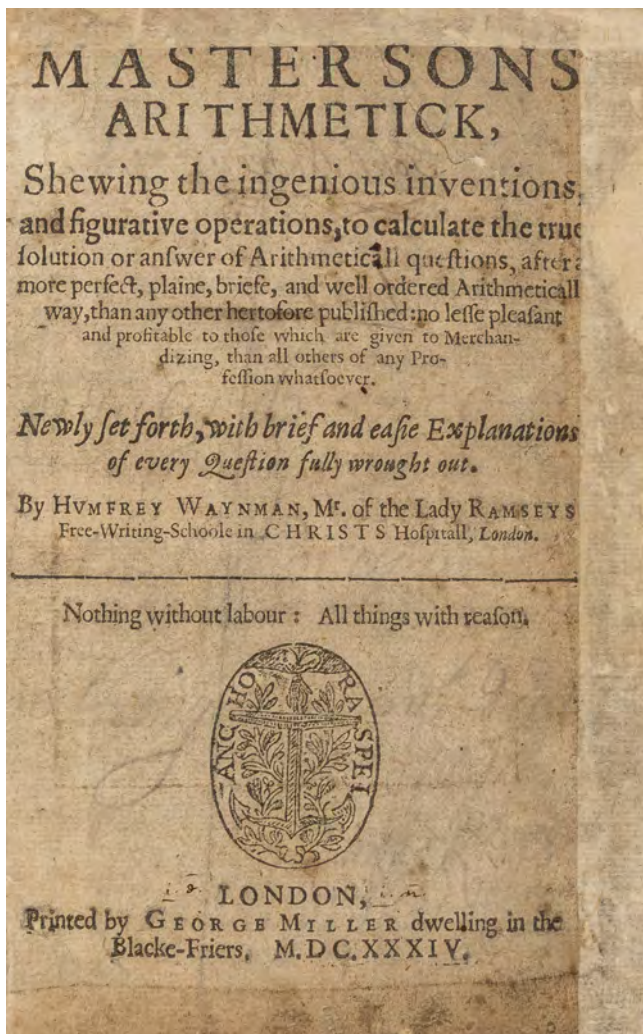 MASTERSONS
ARITHMETICK,
Shewing the ingenious inventions,
and figurative operations, to calculate the true
ſolution or anſwer of Arithmeticall queſtions, after a
more perfect, plaine, briefe, and well ordered Arithmeticall
way, than any other hertofore publiſhed: no leſſe pleaſant
and profitable to thoſe which are given to Merchan-
dizing, than all others of any Pro-
feſſion whatſoever.
Newly ſet forth, with brief and eaſie Explanations
of every Queſtion fully wrought out.
By HVMFREY WAYNMAN, Mr. of the Lady RAMSEYS
Free-Writing-Schoole in CHRISTS Hoſpitall, London.
Nothing without labour: All things with reaſon.
ANCHORA SPEI
LONDON,
Printed by GEORGE MILLER dwelling in the
Blacke-Friers, M.DC.XXXIV.